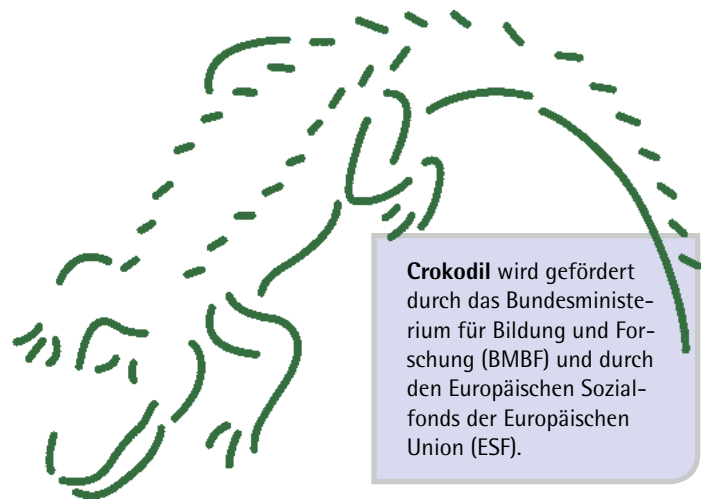 Crokodil wird gefördert
durch das Bundesministe-
rium für Bildung und For-
schung (BMBF) und durch
den Europäischen Sozial-
fonds der Europäischen
Union (ESF).